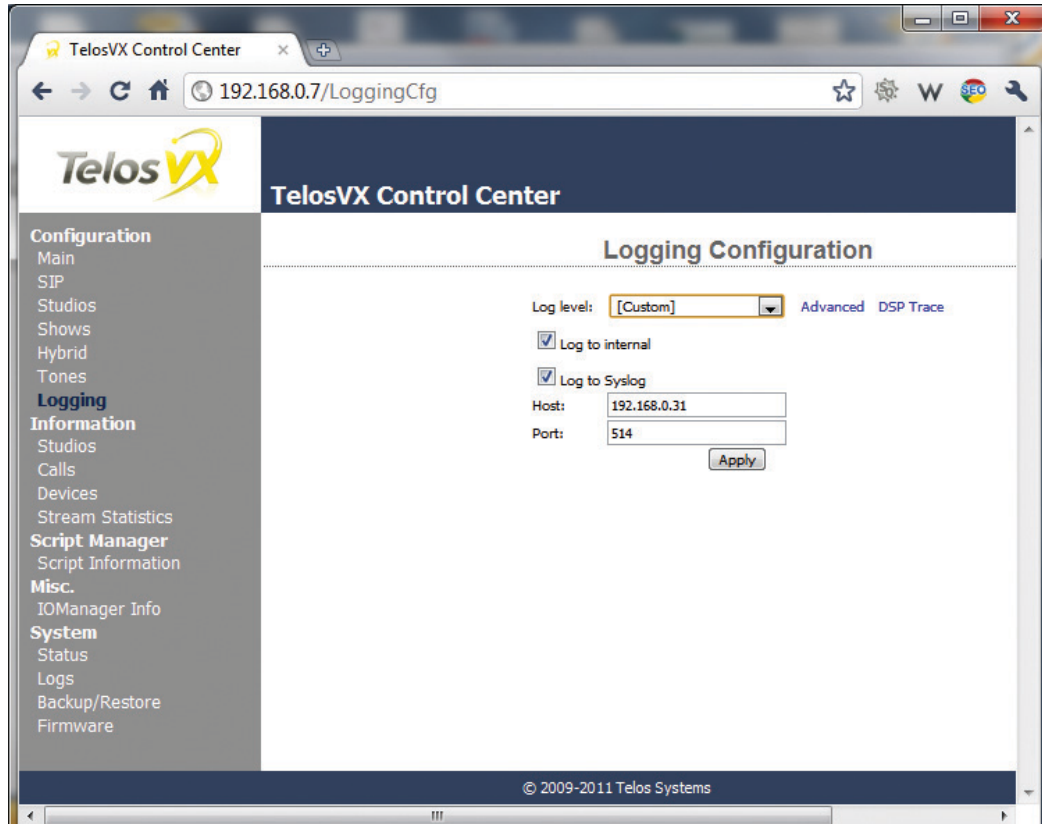 TelosVX Control Center
192.168.0.7/LoggingCfg
W
SEO
Telos VX
TelosVX Control Center
Configuration
Main
SIP
Studios
Shows
Hybrid
Tones
Logging
Information
Studios
Calls
Devices
Stream Statistics
Script Manager
Script Information
Misc.
IOManager Info
System
Status
Logs
Backup/Restore
Firmware
Logging Configuration
Log level: [Custom] Advanced DSP Trace
Log to internal
Log to Syslog
Host: 192.168.0.31
Port: 514
Apply
© 2009-2011 Telos Systems